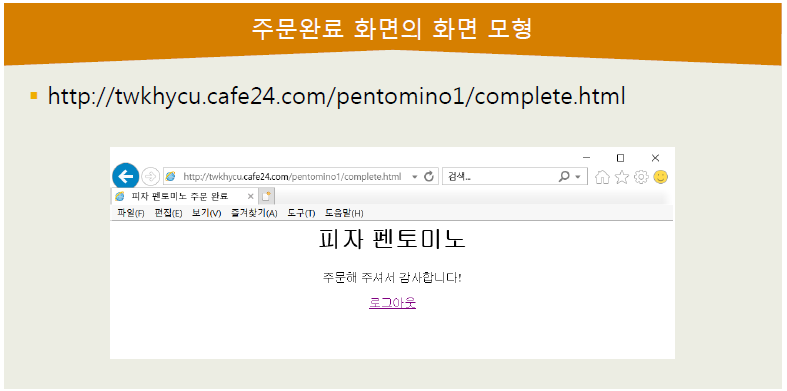 주문완료 화면의 화면 모형
http://twkhycu.cafe24.com/pentomino1/complete.html
http://twkhycu.cafe24.com/pentomino1/complete.html 검색...
피자 펜토미노 주문 완료
파일(F) 편집(E) 보기(V) 즐겨찾기(A) 도구(T) 도움말(H)
피자 펜토미노
주문해 주셔서 감사합니다!
로그아웃